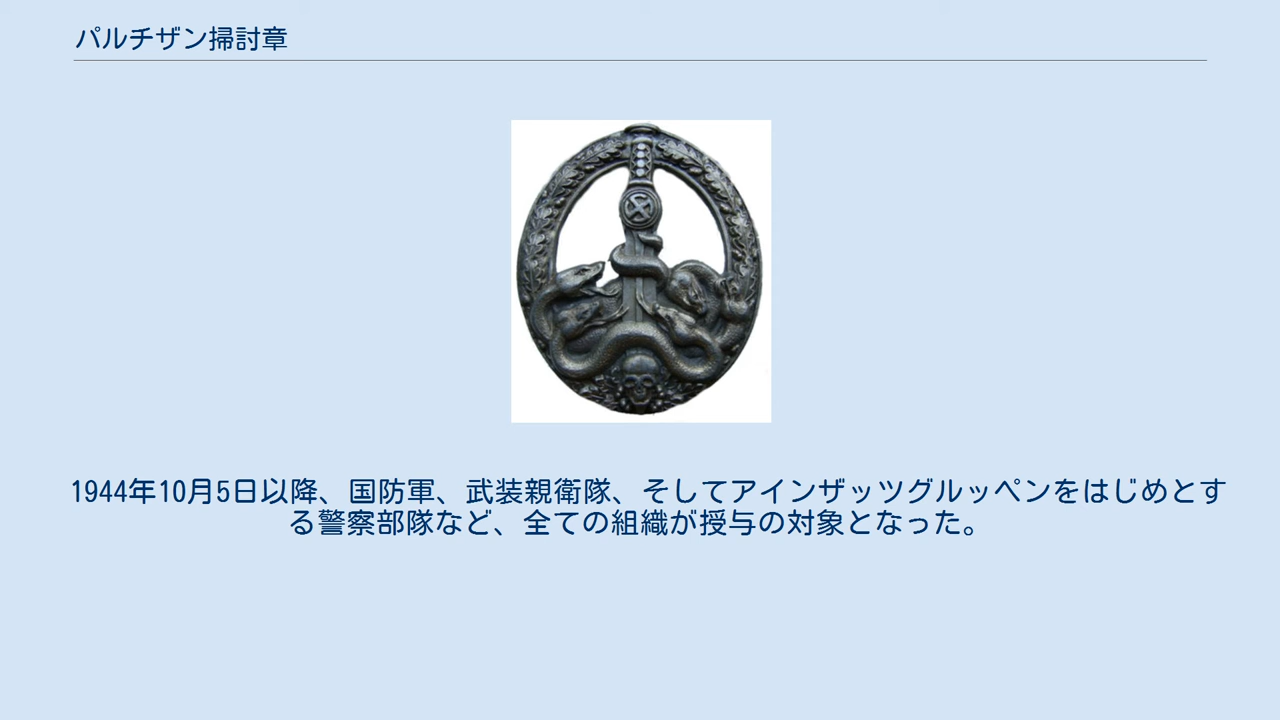 パルチザン掃討章
1944年10月5日以降、国防軍、武装親衛隊、そしてアインザッツグルッペンをはじめとす
る警察部隊など、全ての組織が授与の対象となった。